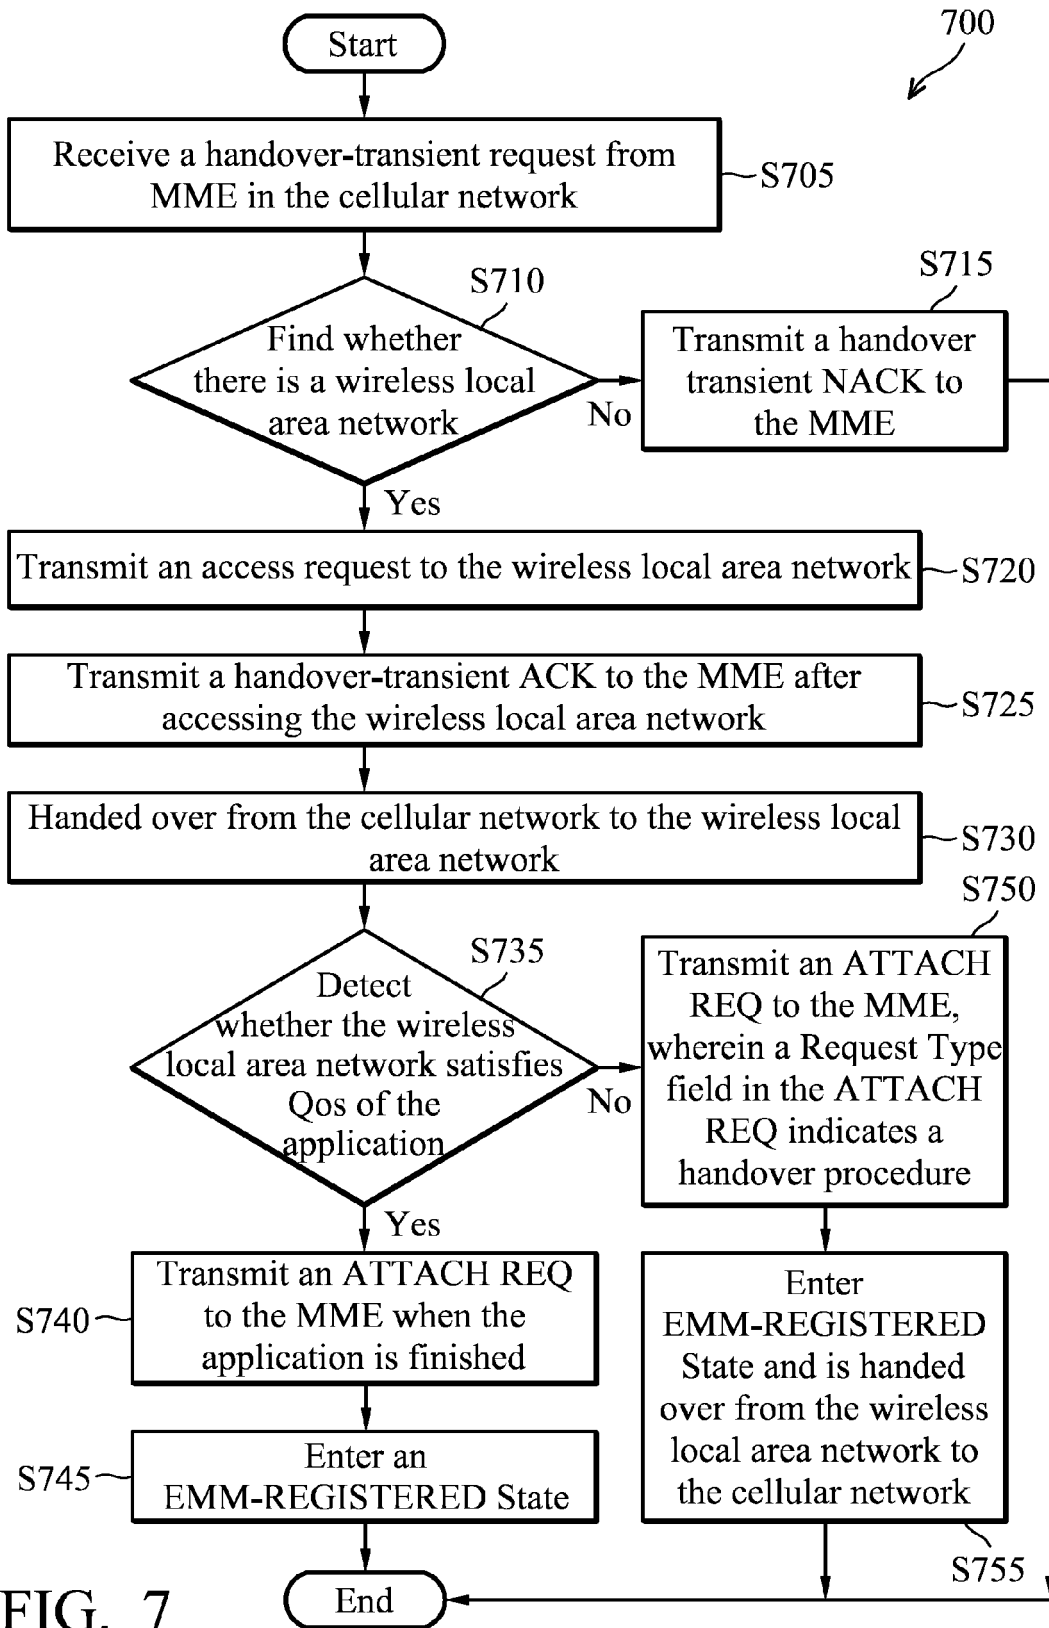 Start
700
Receive a handover-transient request from
MME in the cellular network
S705
S710
Find whether
there is a wireless local
area network
No
S715
Transmit a handover
transient NACK to
the MME
Yes
Transmit an access request to the wireless local area network
S720
Transmit a handover-transient ACK to the MME after
accessing the wireless local area network
S725
Handed over from the cellular network to the wireless local
area network
S730
S735
Detect
whether the wireless
local area network satisfies
Qos of the
application
No
S750
Transmit an ATTACH
REQ to the MME,
wherein a Request Type
field in the ATTACH
REQ indicates a
handover procedure
Yes
Transmit an ATTACH REQ
to the MME when the
application is finished
S740
Enter
EMM-REGISTERED
State and is handed
over from the wireless
local area network to
the cellular network
S755
Enter an
EMM-REGISTERED State
S745
End
FIG. 7